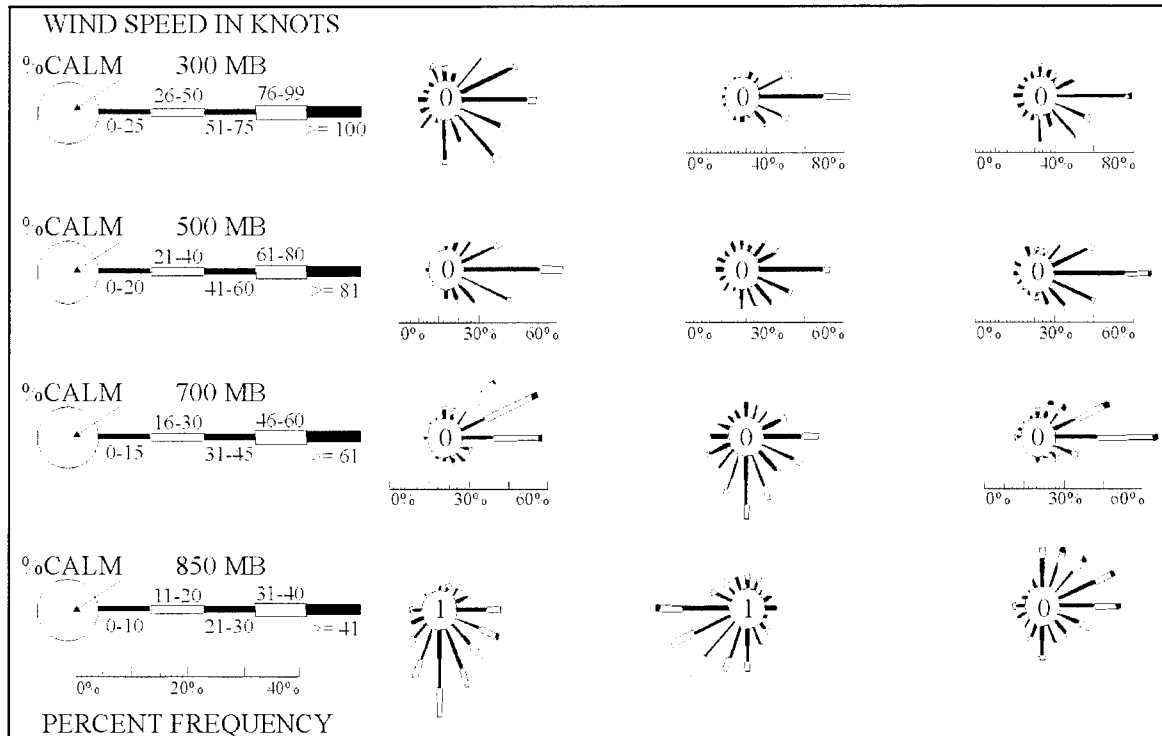 WIND SPEED IN KNOTS
%CALM 300 MB
26-50 76-99
0-25 51-75 >= 100
0 0 0
0% 40% 80% 0% 40% 80%
%CALM 500 MB
21-40 61-80
0-20 41-60 >= 81
0 0 0
0% 30% 60% 0% 30% 60% 0% 30% 60%
%CALM 700 MB
16-30 46-60
0-15 31-45 >= 61
0 0 0
0% 30% 60% 0% 30% 60%
%CALM 850 MB
11-20 31-40
0-10 21-30 >= 41
1 1 0
0% 20% 40%
PERCENT FREQUENCY